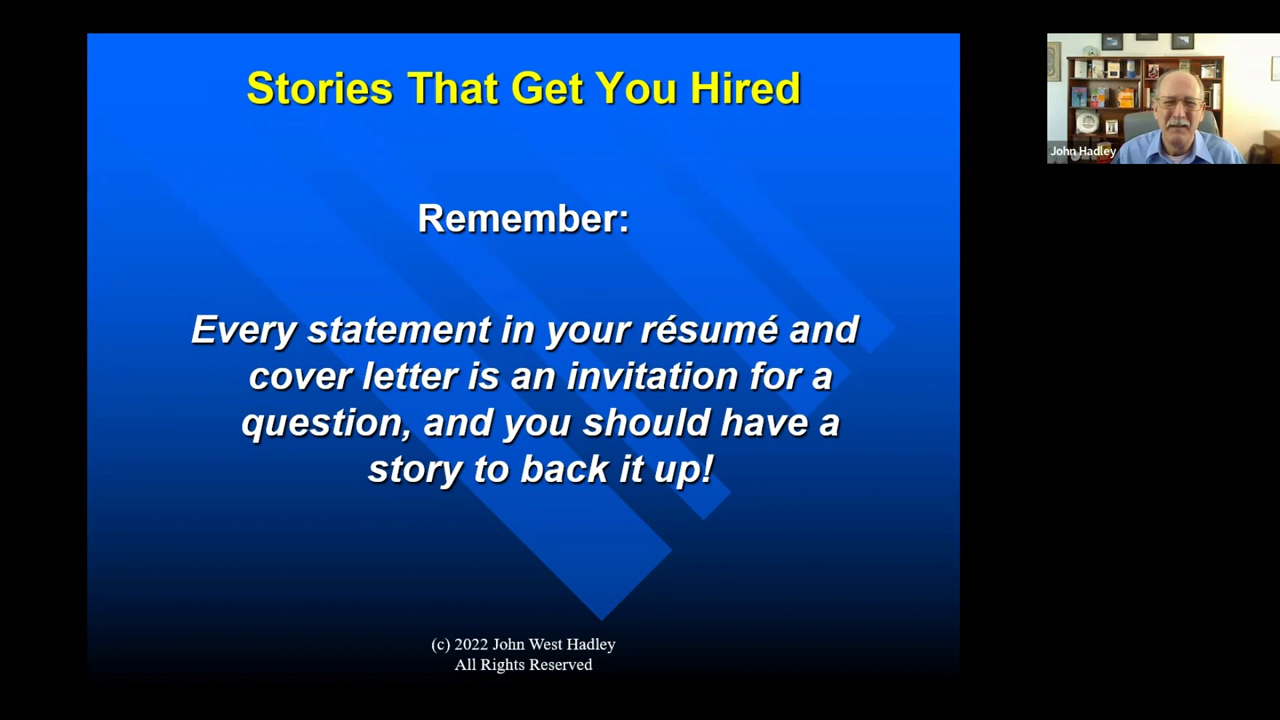 Stories That Get You Hired
Remember:
Every statement in your résumé and
cover letter is an invitation for a
question, and you should have a
story to back it up!
(c) 2022 John West Hadley
All Rights Reserved
John Hadley